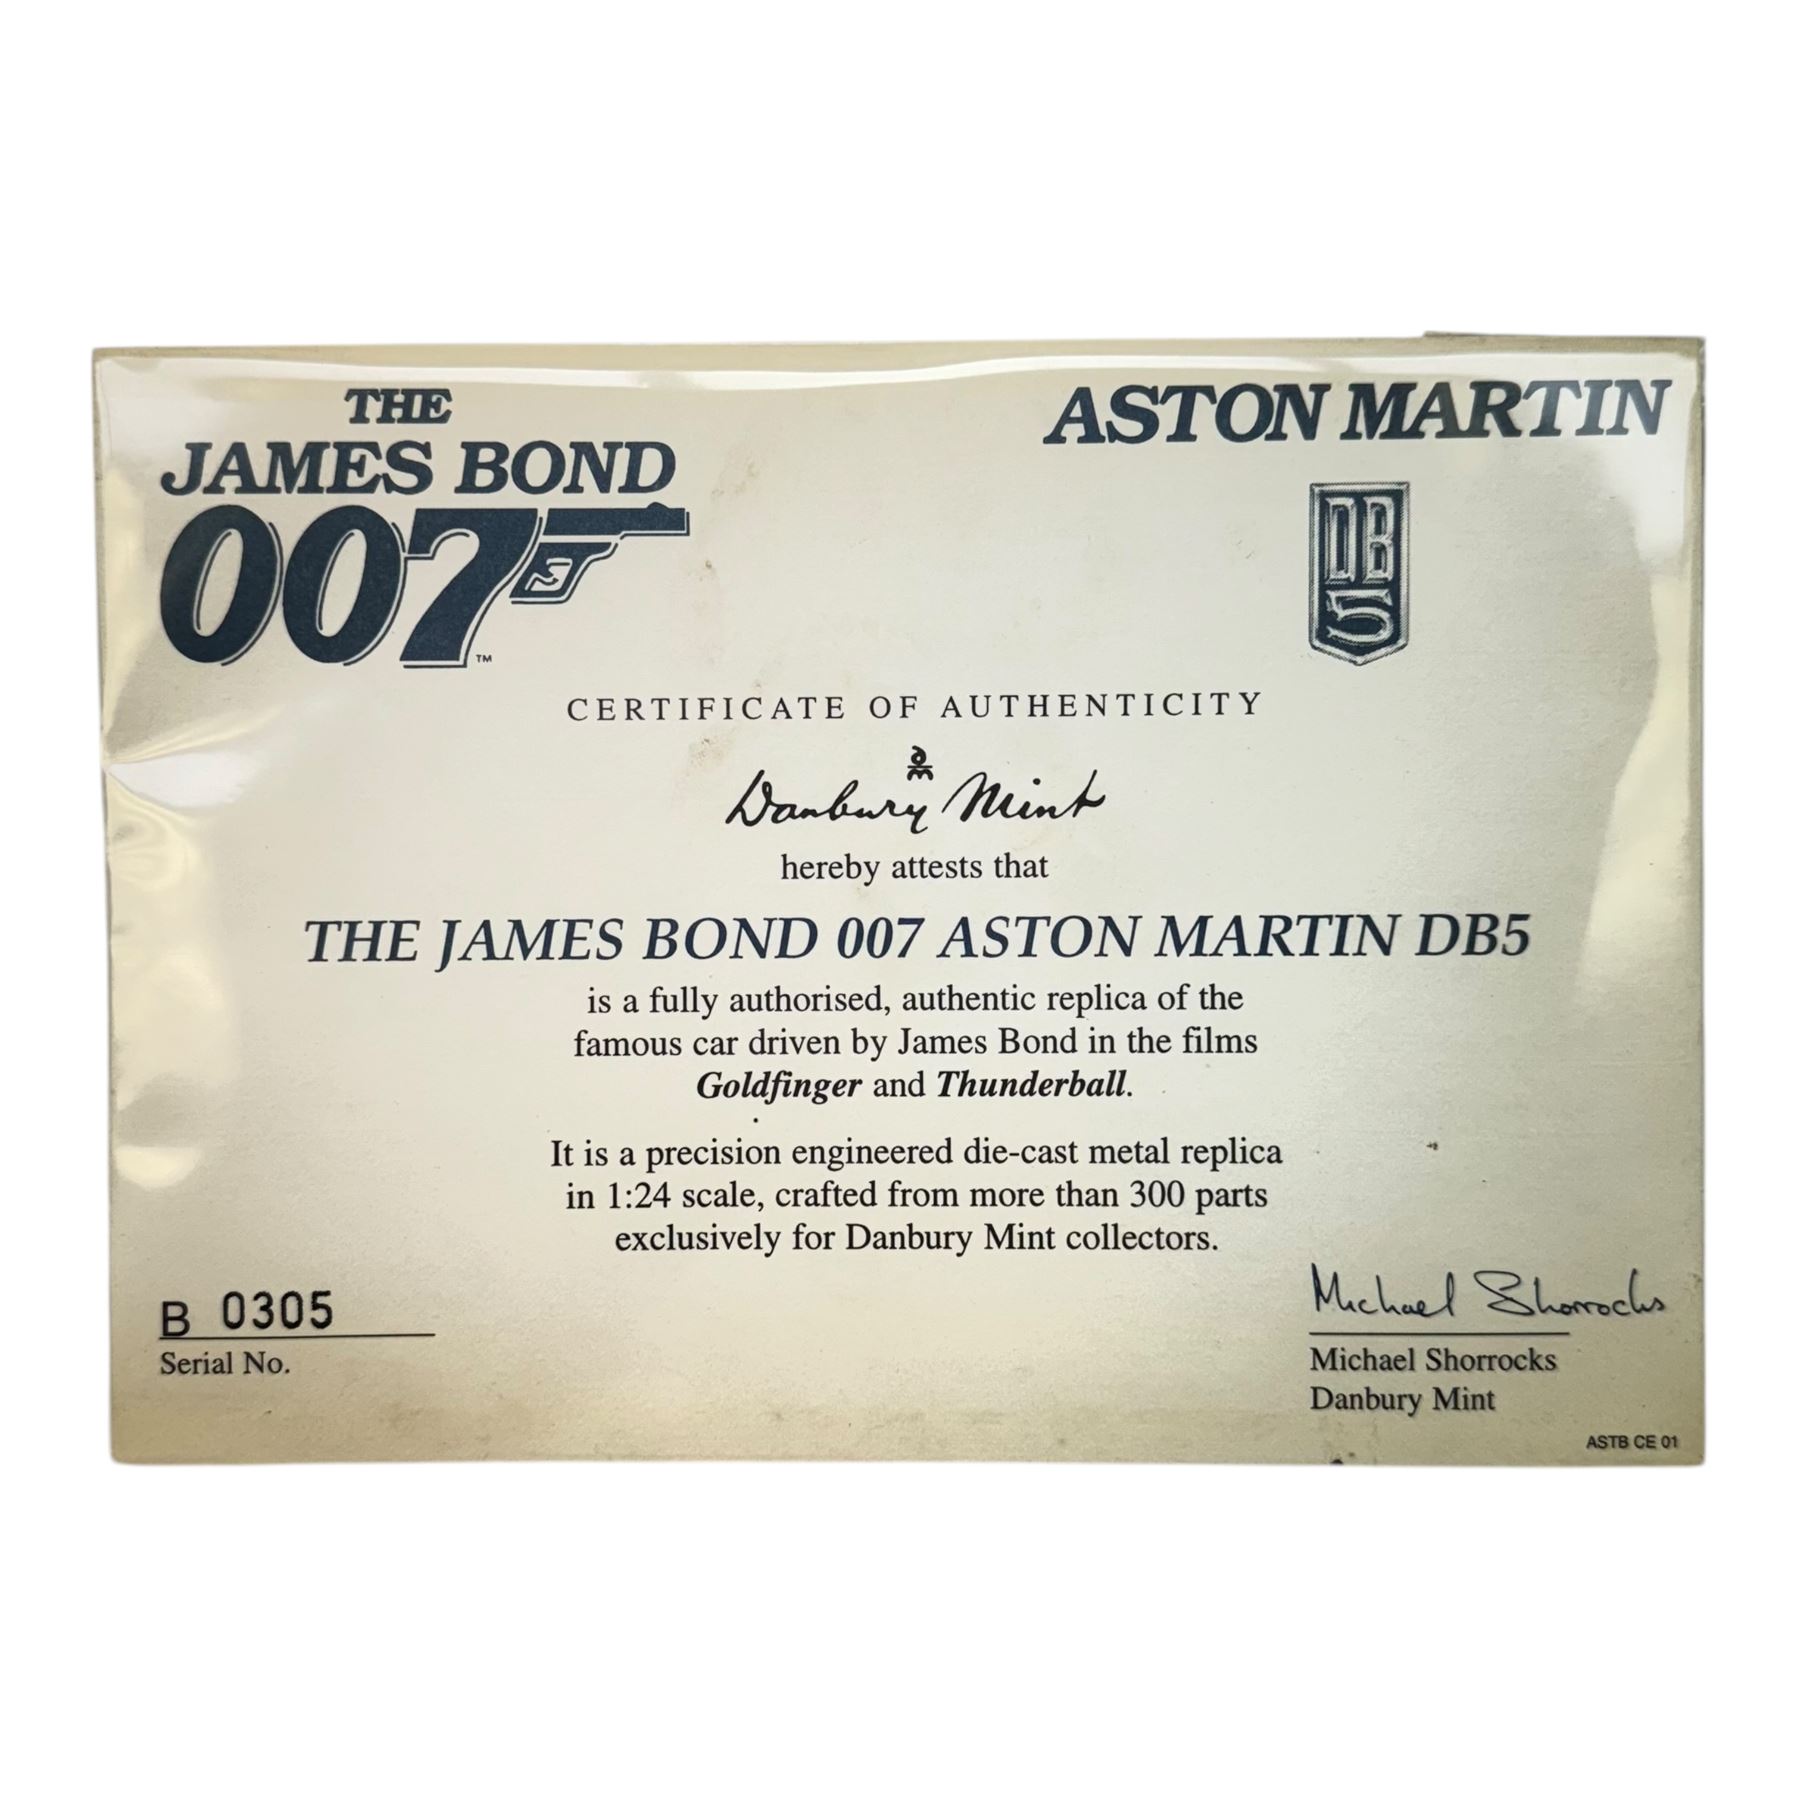 THE
JAMES BOND
007™
ASTON MARTIN
DB
5
CERTIFICATE OF AUTHENTICITY
Danbury Mint
hereby attests that
THE JAMES BOND 007 ASTON MARTIN DB5
is a fully authorised, authentic replica of the
famous car driven by James Bond in the films
Goldfinger and Thunderball.
It is a precision engineered die-cast metal replica
in 1:24 scale, crafted from more than 300 parts
exclusively for Danbury Mint collectors.
B 0305
Serial No.
Michael Shorrocks
Michael Shorrocks
Danbury Mint
ASTB CE 01